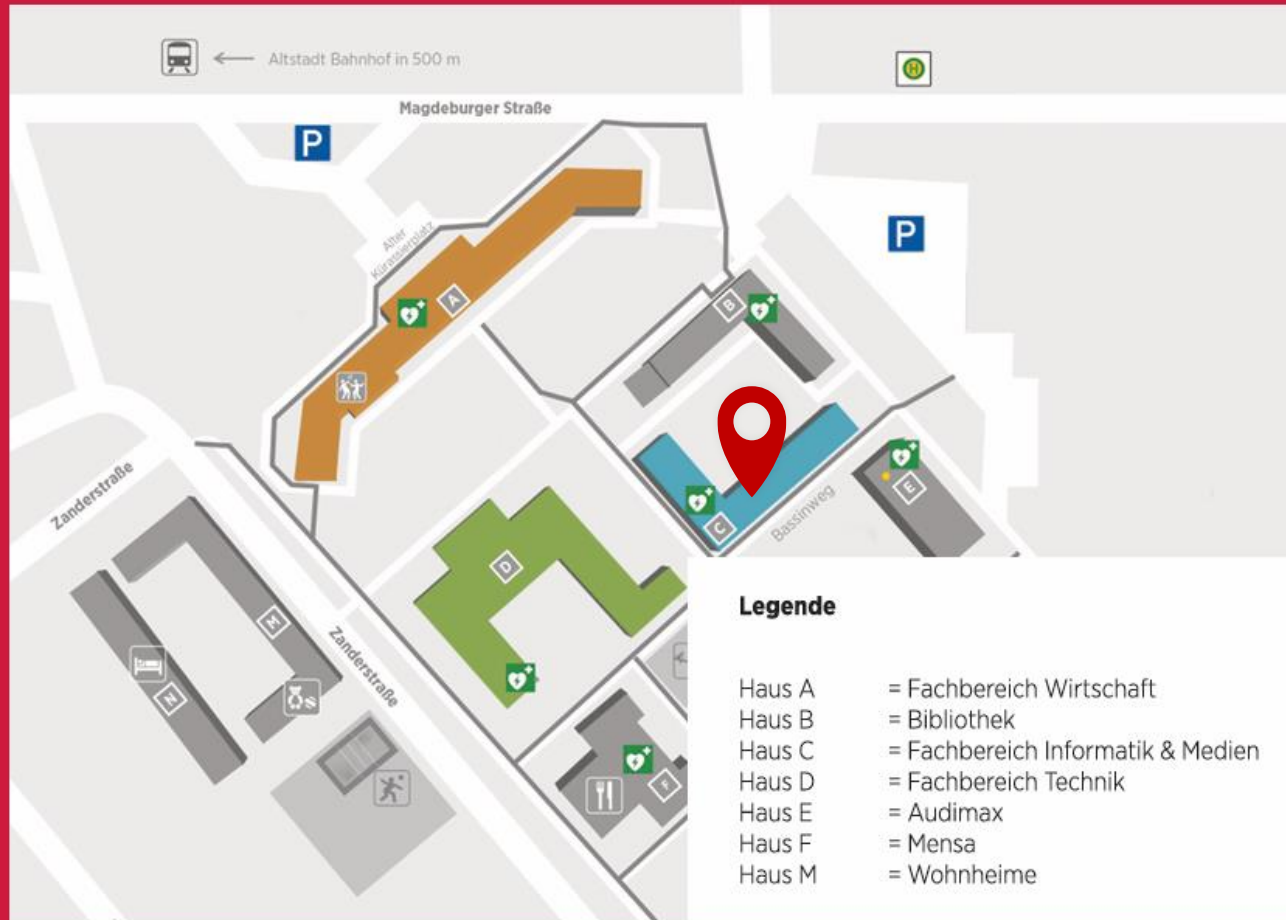 Altstadt Bahnhof in 500 m
H
Magdeburger Straße
P
P
Alter
Kürassierplatz
A
B
C
Bassinweg
E
Zanderstraße
D
M
Zanderstraße
N
F
Legende
Haus A = Fachbereich Wirtschaft
Haus B = Bibliothek
Haus C = Fachbereich Informatik & Medien
Haus D = Fachbereich Technik
Haus E = Audimax
Haus F = Mensa
Haus M = Wohnheime